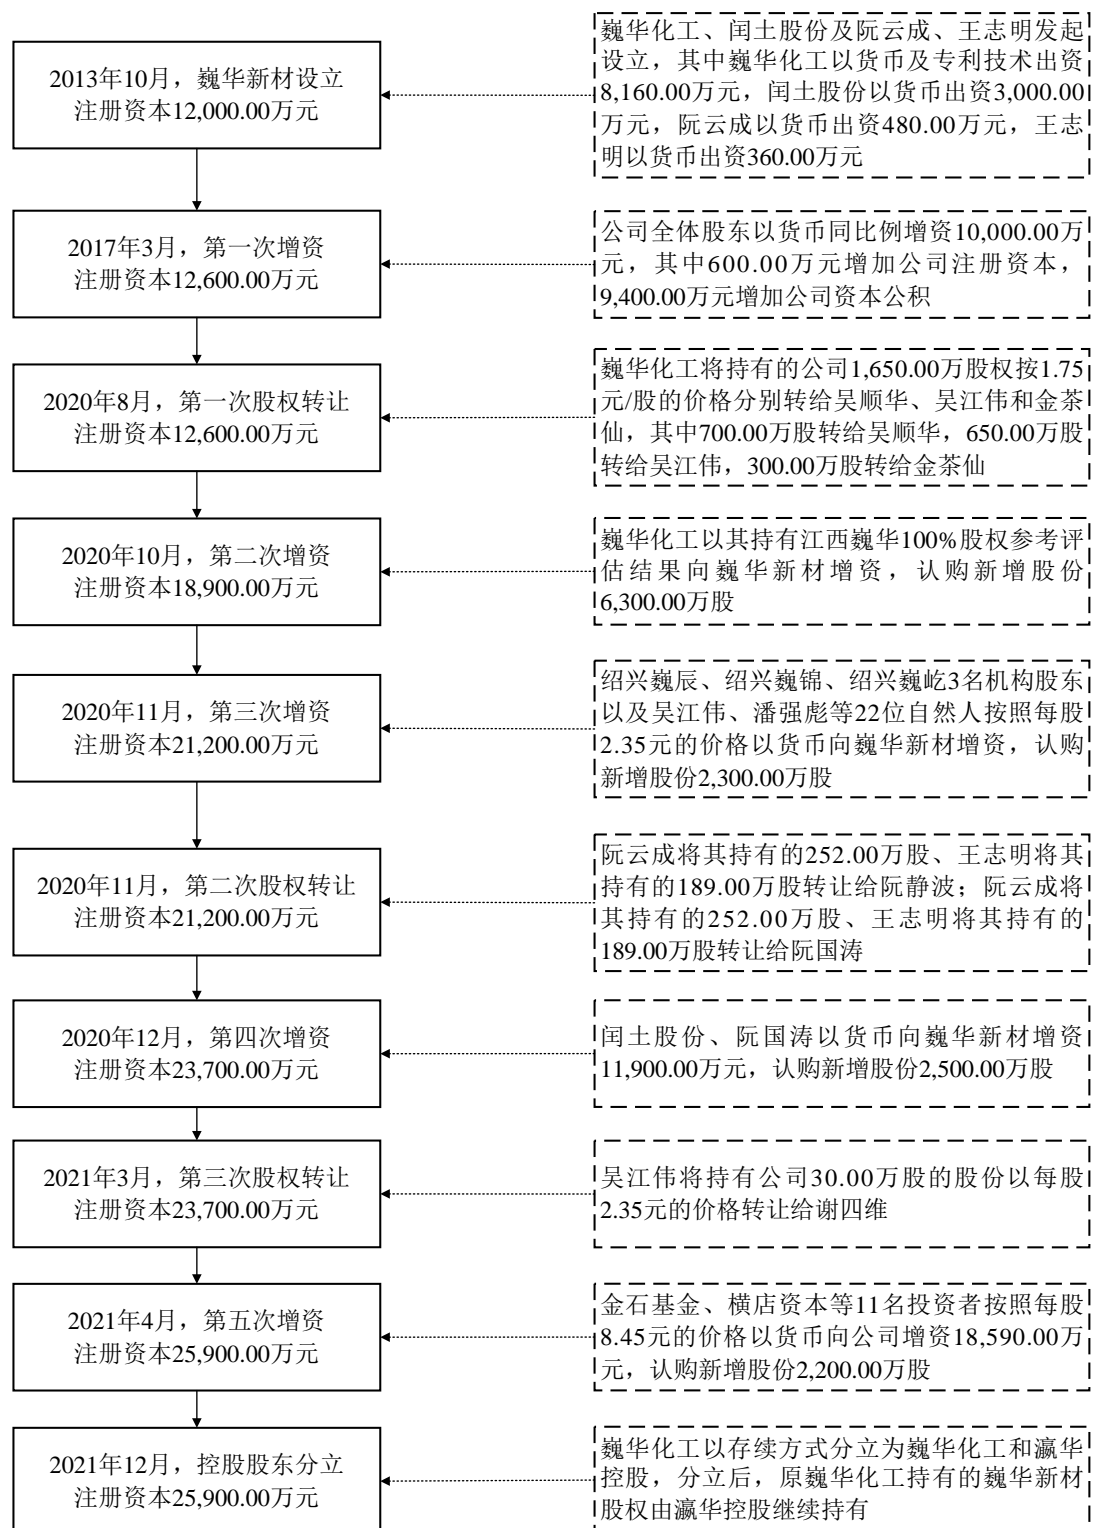 2013年10月，巍华新材设立
注册资本12,000.00万元
巍华化工、闰土股份及阮云成、王志明发起
设立，其中巍华化工以货币及专利技术出资
8,160.00万元，闰土股份以货币出资3,000.00
万元，阮云成以货币出资480.00万元，王志
明以货币出资360.00万元
2017年3月，第一次增资
注册资本12,600.00万元
公司全体股东以货币同比例增资10,000.00万
元，其中600.00万元增加公司注册资本，
9,400.00万元增加公司资本公积
2020年8月，第一次股权转让
注册资本12,600.00万元
巍华化工将持有的公司1,650.00万股权按1.75
元/股的价格分别转给吴顺华、吴江伟和金茶
仙，其中700.00万股转给吴顺华，650.00万股
转给吴江伟，300.00万股转给金茶仙
2020年10月，第二次增资
注册资本18,900.00万元
巍华化工以其持有江西巍华100%股权参考评
估结果向巍华新材增资，认购新增股份
6,300.00万股
2020年11月，第三次增资
注册资本21,200.00万元
绍兴巍辰、绍兴巍锦、绍兴巍屹3名机构股东
以及吴江伟、潘强彪等22位自然人按照每股
2.35元的价格以货币向巍华新材增资，认购
新增股份2,300.00万股
2020年11月，第二次股权转让
注册资本21,200.00万元
阮云成将其持有的252.00万股、王志明将其
持有的189.00万股转让给阮静波；阮云成将
其持有的252.00万股、王志明将其持有的
189.00万股转让给阮国涛
2020年12月，第四次增资
注册资本23,700.00万元
闰土股份、阮国涛以货币向巍华新材增资
11,900.00万元，认购新增股份2,500.00万股
2021年3月，第三次股权转让
注册资本23,700.00万元
吴江伟将持有公司30.00万股的股份以每股
2.35元的价格转让给谢四维
2021年4月，第五次增资
注册资本25,900.00万元
金石基金、横店资本等11名投资者按照每股
8.45元的价格以货币向公司增资18,590.00万
元，认购新增股份2,200.00万股
2021年12月，控股股东分立
注册资本25,900.00万元
巍华化工以存续方式分立为巍华化工和瀛华
控股，分立后，原巍华化工持有的巍华新材
股权由瀛华控股继续持有